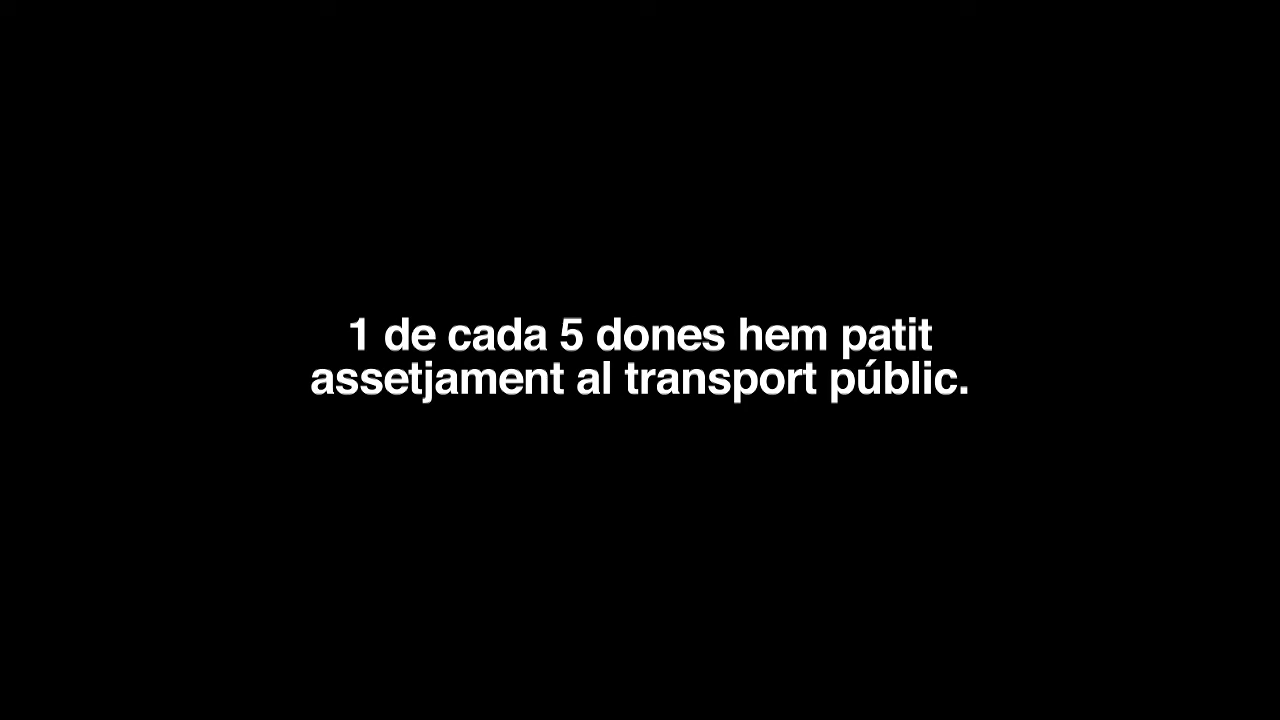 1 de cada 5 dones hem patit
assetjament al transport públic.